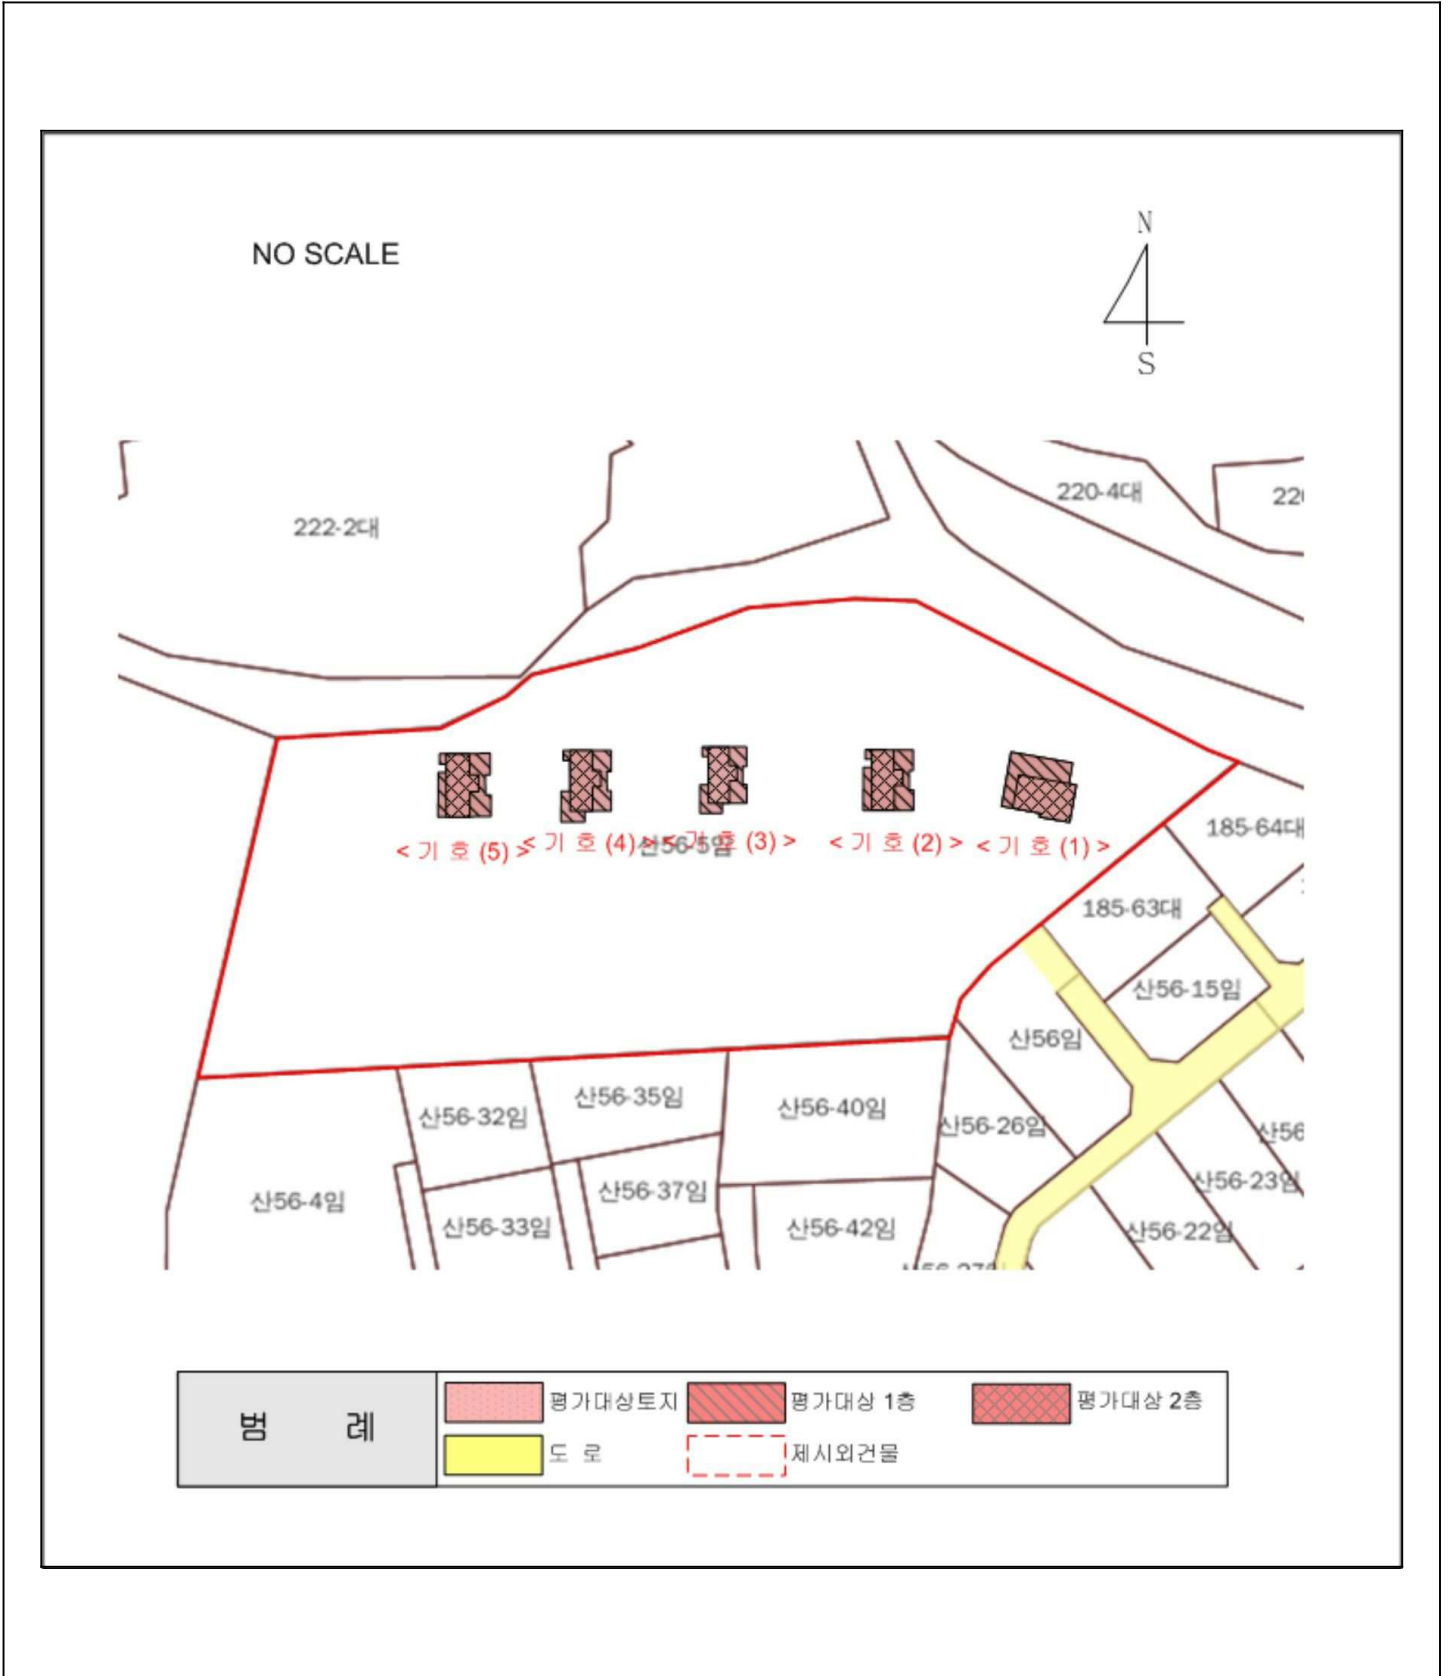 N
NO SCALE
S
220-4대
222-2대
185-64대
< 기 호 (5) >
< 기 호 (4) >
산56-5임
< 기 호 (3) >
< 기 호 (2) >
< 기 호 (1) >
185-63대
산56-15임
산56임
산56-35임
산56-40임
산56-32임
산56-26임
산56-23임
산56-37임
산56-4임
산56-33임
산56-42임
산56-22임
범 례
평가대상토지
평가대상 1층
평가대상 2층
도 로
제시외건물